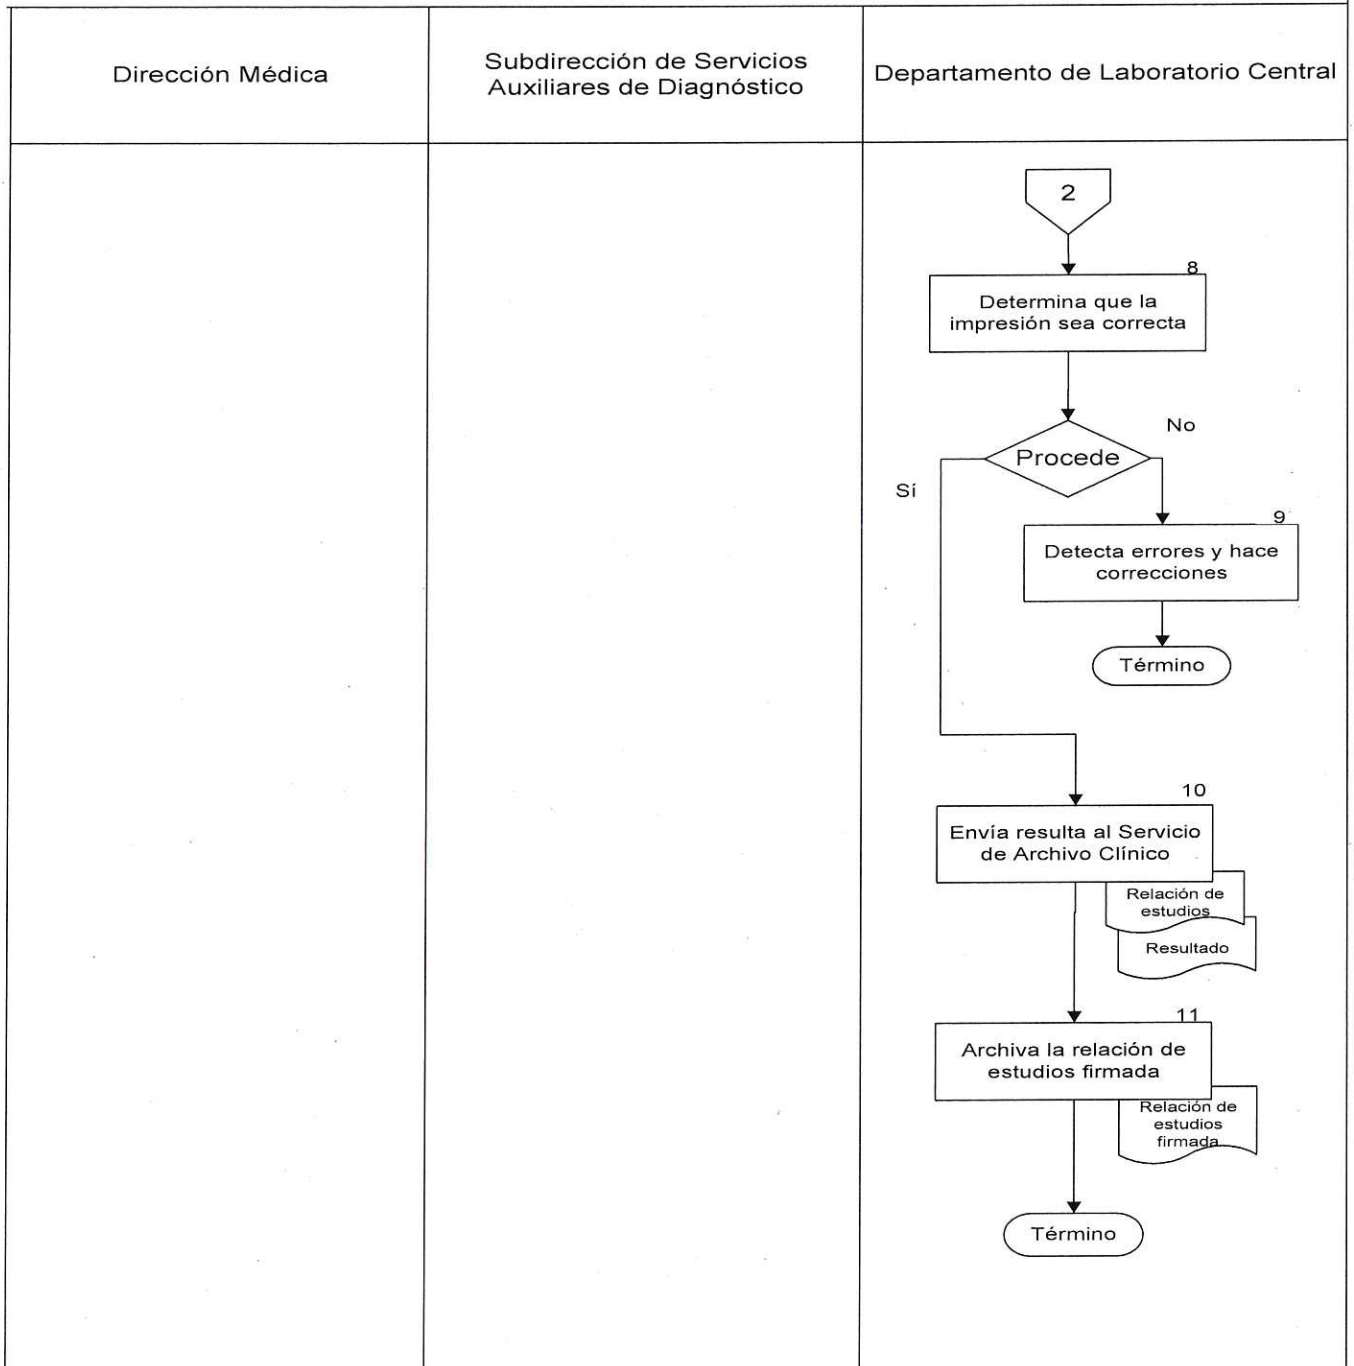 Dirección Médica
Subdirección de Servicios
Auxiliares de Diagnóstico
Departamento de Laboratorio Central
2
8
Determina que la
impresión sea correcta
No
Procede
Sí
9
Detecta errores y hace
correcciones
Término
10
Envía resulta al Servicio
de Archivo Clínico
Relación de
estudios
Resultado
11
Archiva la relación de
estudios firmada
Relación de
estudios
firmada
Término